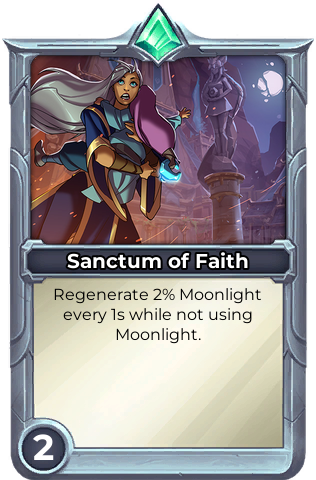 Sanctum of Faith
Regenerate 2% Moonlight
every 1s while not using
Moonlight.
2